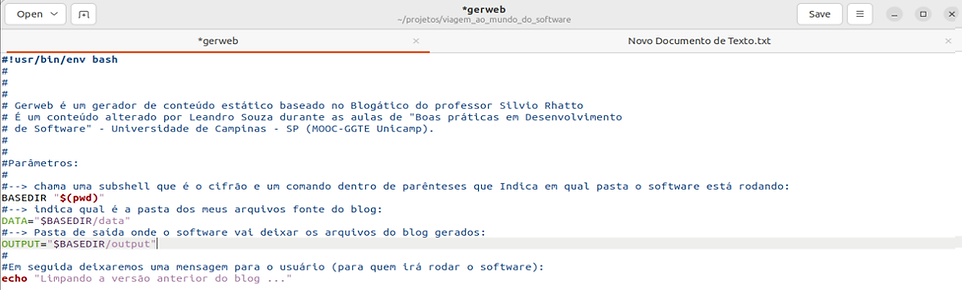 Open
*gerweb
~/projetos/viagem_ao_mundo_do_software
Save
*gerweb
Novo Documento de Texto.txt
#!usr/bin/env bash
#
#
#
# Gerweb é um gerador de conteúdo estático baseado no Blogático do professor Silvio Rhatto
# É um conteúdo alterado por Leandro Souza durante as aulas de "Boas práticas em Desenvolvimento
# de Software" - Universidade de Campinas - SP (MOOC-GGTE Unicamp).
#
#
#Parâmetros:
#
#--> chama uma subshell que é o cifrão e um comando dentro de parênteses que Indica em qual pasta o software está rodando:
BASEDIR "$(pwd)"
#--> indica qual é a pasta dos meus arquivos fonte do blog:
DATA="$BASEDIR/data"
#--> Pasta de saída onde o software vai deixar os arquivos do blog gerados:
OUTPUT="$BASEDIR/output"
#
#Em seguida deixaremos uma mensagem para o usuário (para quem irá rodar o software):
echo "Limpando a versão anterior do blog ..."